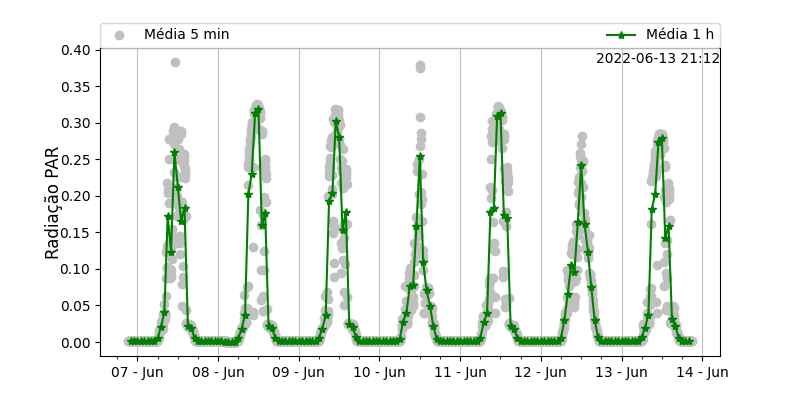 Média 5 min
Média 1 h
2022-06-13 21:12
Radiação PAR
0.40
0.35
0.30
0.25
0.20
0.15
0.10
0.05
0.00
07 - Jun
08 - Jun
09 - Jun
10 - Jun
11 - Jun
12 - Jun
13 - Jun
14 - Jun